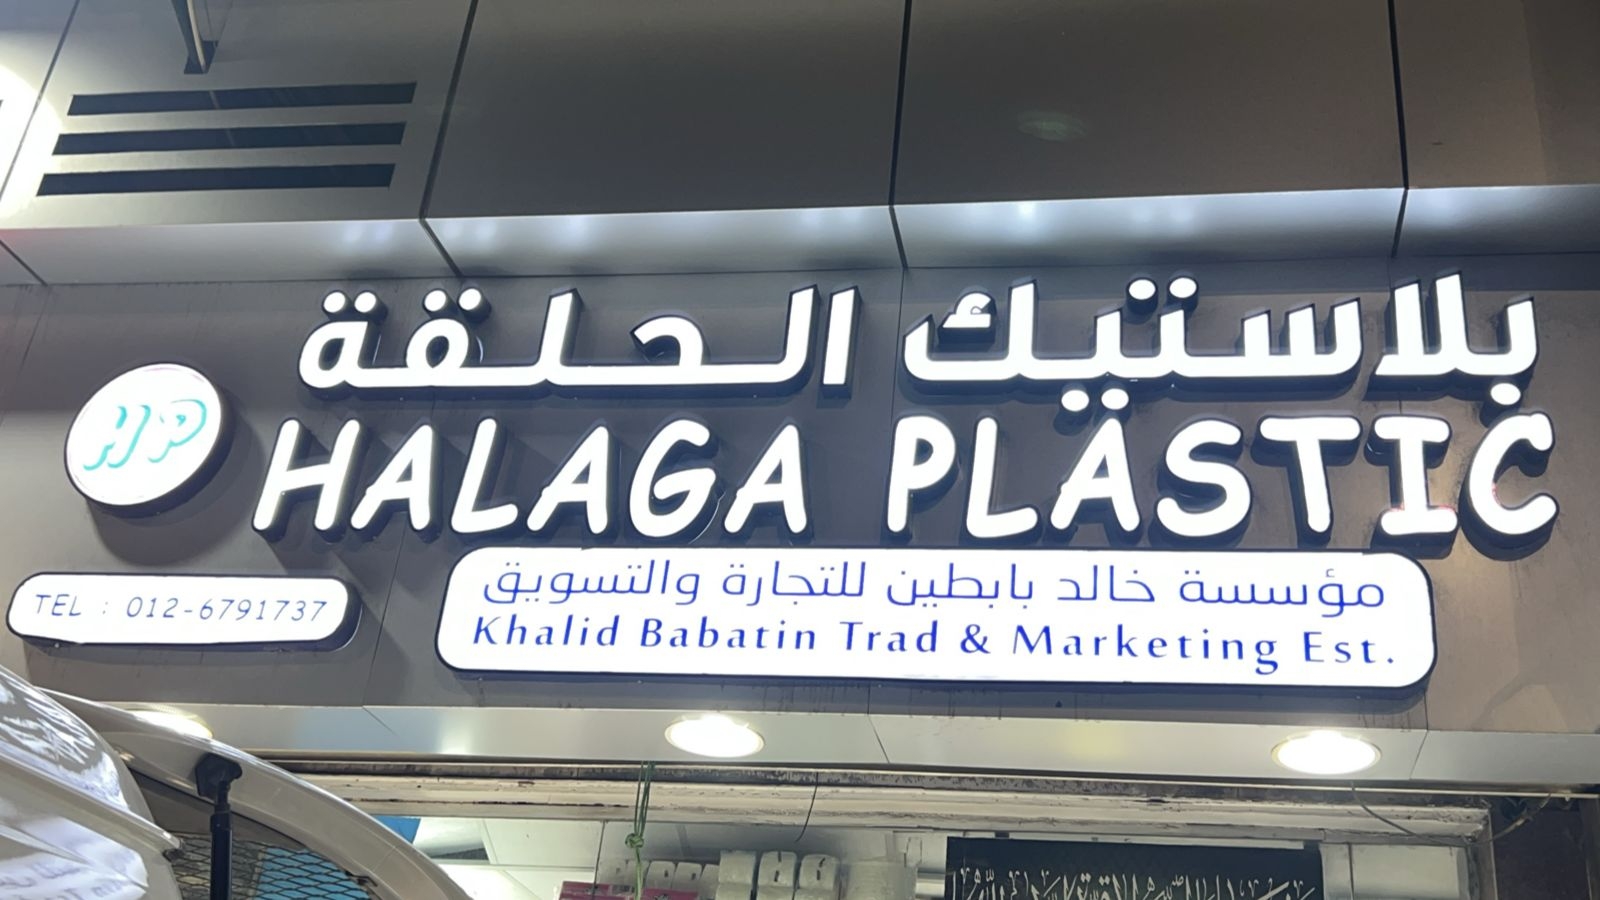 بلاستيك الحلقة
HP
HALAGA PLASTIC
مؤسسة خالد بابطين للتجارة والتسويق
TEL : 012-6791737
Khalid Babatin Trad & Marketing Est.